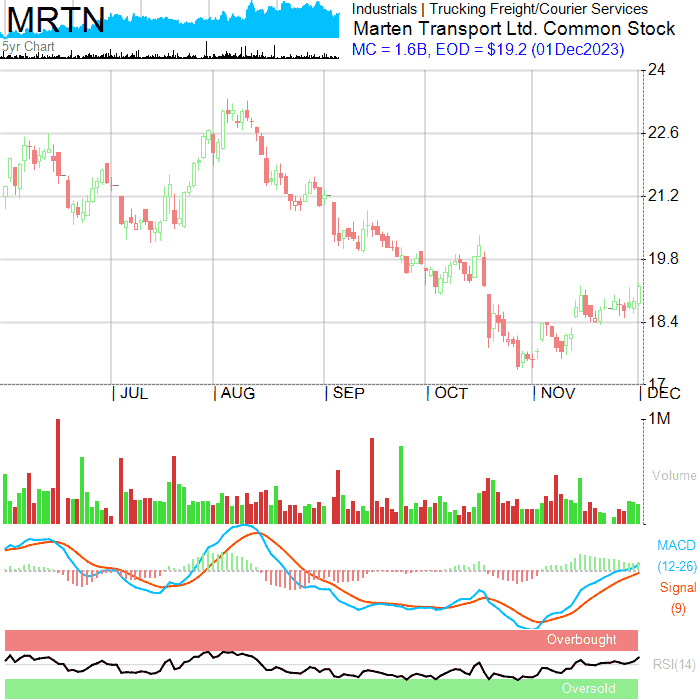 MRTN
5yr Chart
Industrials | Trucking Freight/Courier Services
Marten Transport Ltd. Common Stock
MC = 1.6B, EOD = $19.2 (01Dec2023)
24
22.6
21.2
19.8
18.4
17
| JUL | AUG | SEP | OCT | NOV | DEC
1M
Volume
MACD
(12-26)
Signal
(9)
Overbought
RSI(14)
Oversold